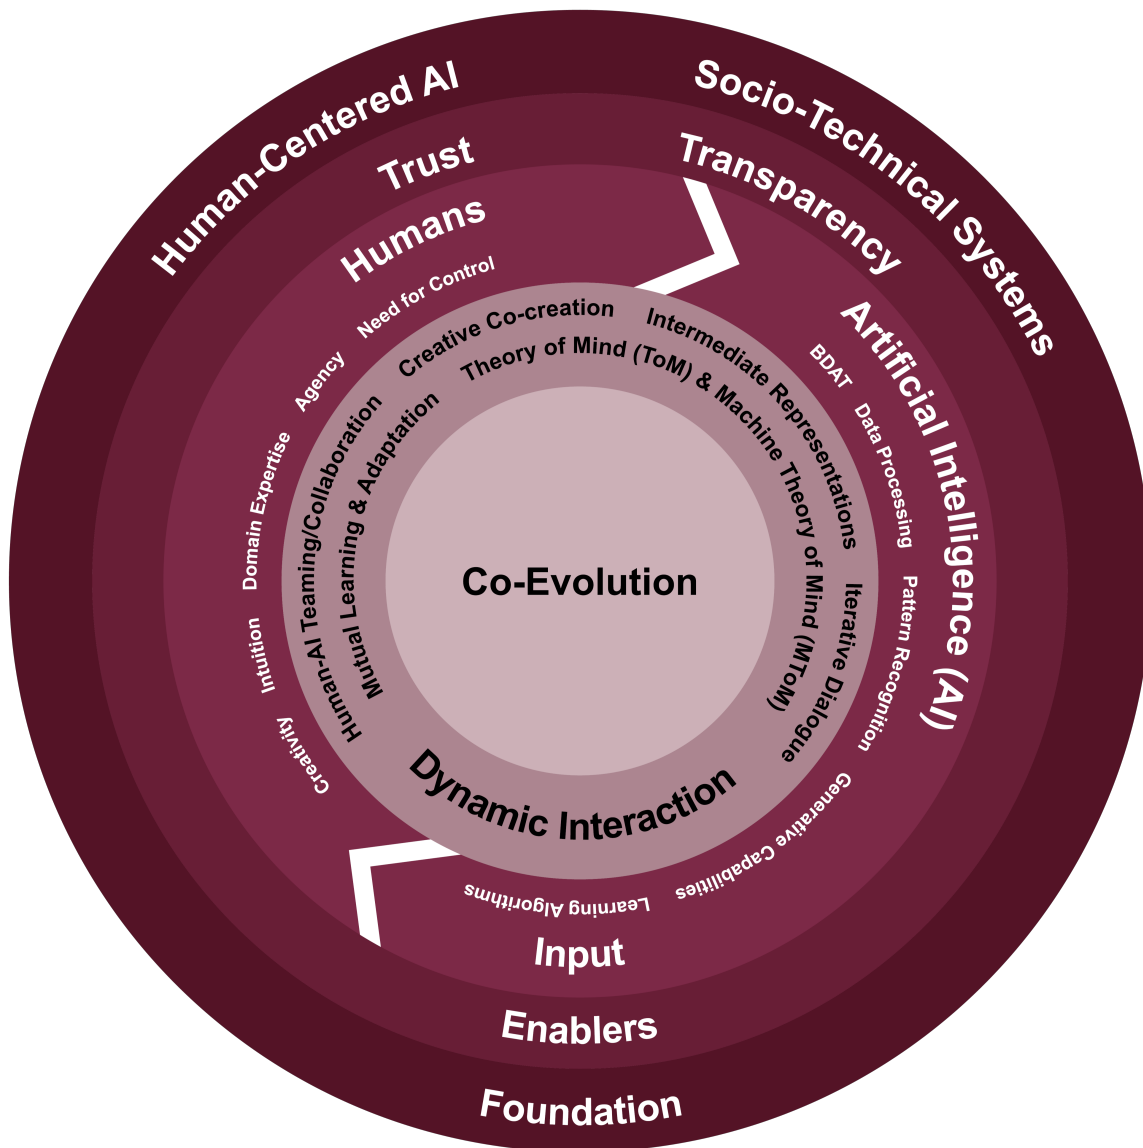 Human-Centered AI
Socio-Technical Systems
Trust
Transparency
Humans
Artificial Intelligence (AI)
Need for Control
Agency
Domain Expertise
Intuition
Creativity
BDAT
Data Processing
Pattern Recognition
Generative Capabilities
Learning Algorithms
Creative Co-creation
Intermediate Representations
Human-AI Teaming/Collaboration
Iterative Dialogue
Theory of Mind (ToM) & Machine Theory of Mind (MToM)
Mutual Learning & Adaptation
Co-Evolution
Dynamic Interaction
Input
Enablers
Foundation